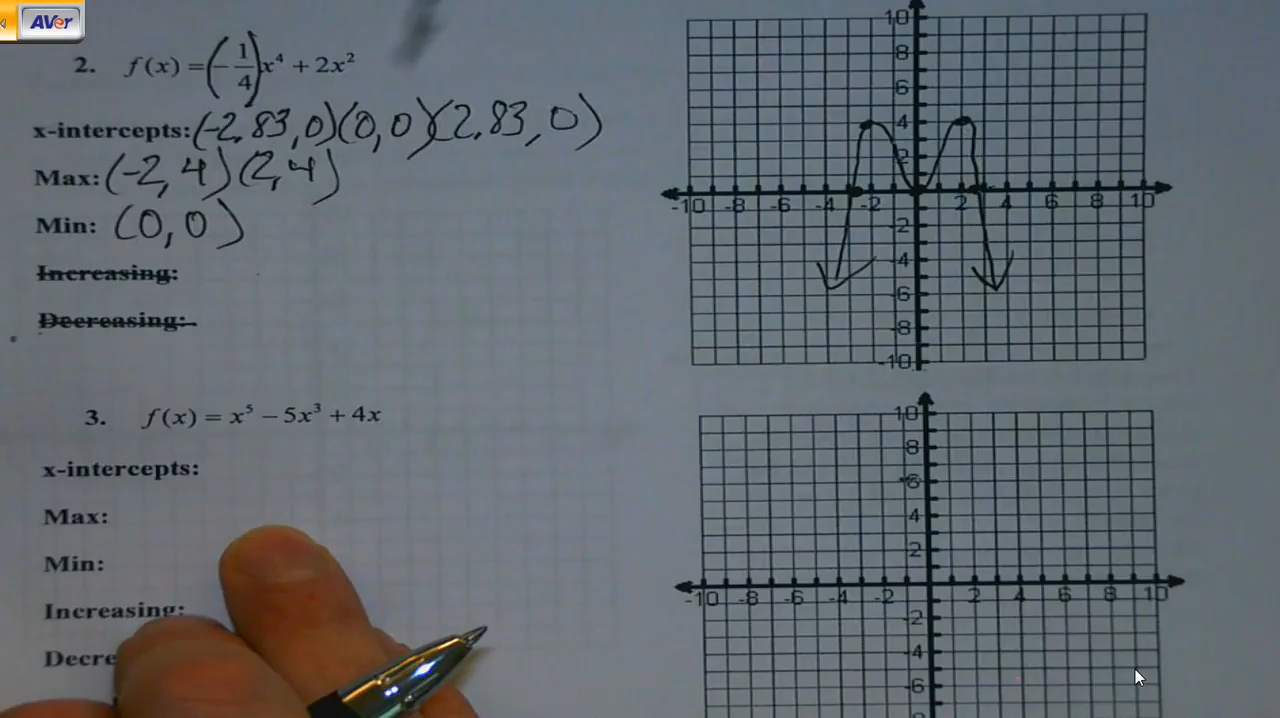 AVer
2. f(x) = (-1/4)x⁴ + 2x²
x-intercepts: (-2.83, 0)(0, 0)(2.83, 0)
Max: (-2, 4)(2, 4)
Min: (0, 0)
Increasing:
Decreasing:
10
8
6
4
2
-10 -8 -6 -4 -2 2 4 6 8 10
-2
-4
-6
-8
-10
3. f(x) = x⁵ - 5x³ + 4x
x-intercepts:
Max:
Min:
Increasing:
Decre
10
8
6
4
2
-10 -8 -6 -4 -2 2 4 6 8 10
-2
-4
-6